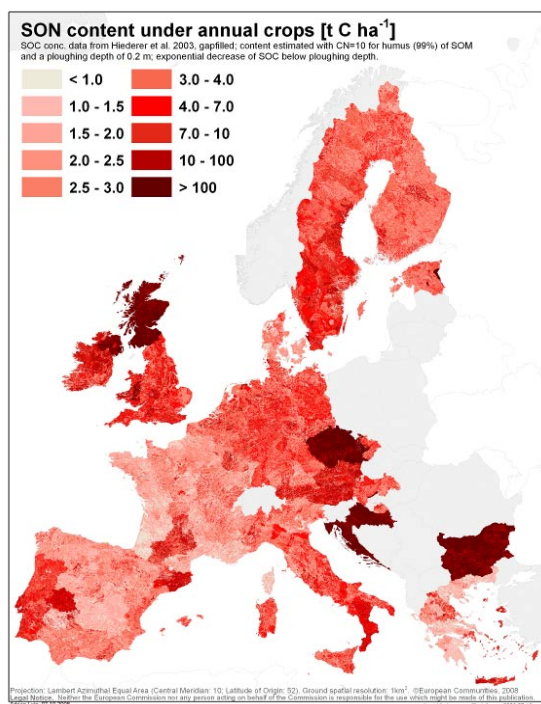 SON content under annual crops [t C ha⁻¹]
SOC conc. data from Hiederer et al. 2003, gapfilled; content estimated with CN=10 for humus (99%) of SOM
and a ploughing depth of 0.2 m; exponential decrease of SOC below ploughing depth.
< 1.0
1.0 - 1.5
1.5 - 2.0
2.0 - 2.5
2.5 - 3.0
3.0 - 4.0
4.0 - 7.0
7.0 - 10
10 - 100
> 100
Projection: Lambert Azimuthal Equal Area (Central Meridian: 10; Latitude of Origin: 52). Ground spatial resolution: 1km². ©European Communities, 2008
Legal Notice. Neither the European Commission nor any person acting on behalf of the Commission is responsible for the use which might be made of this publication.